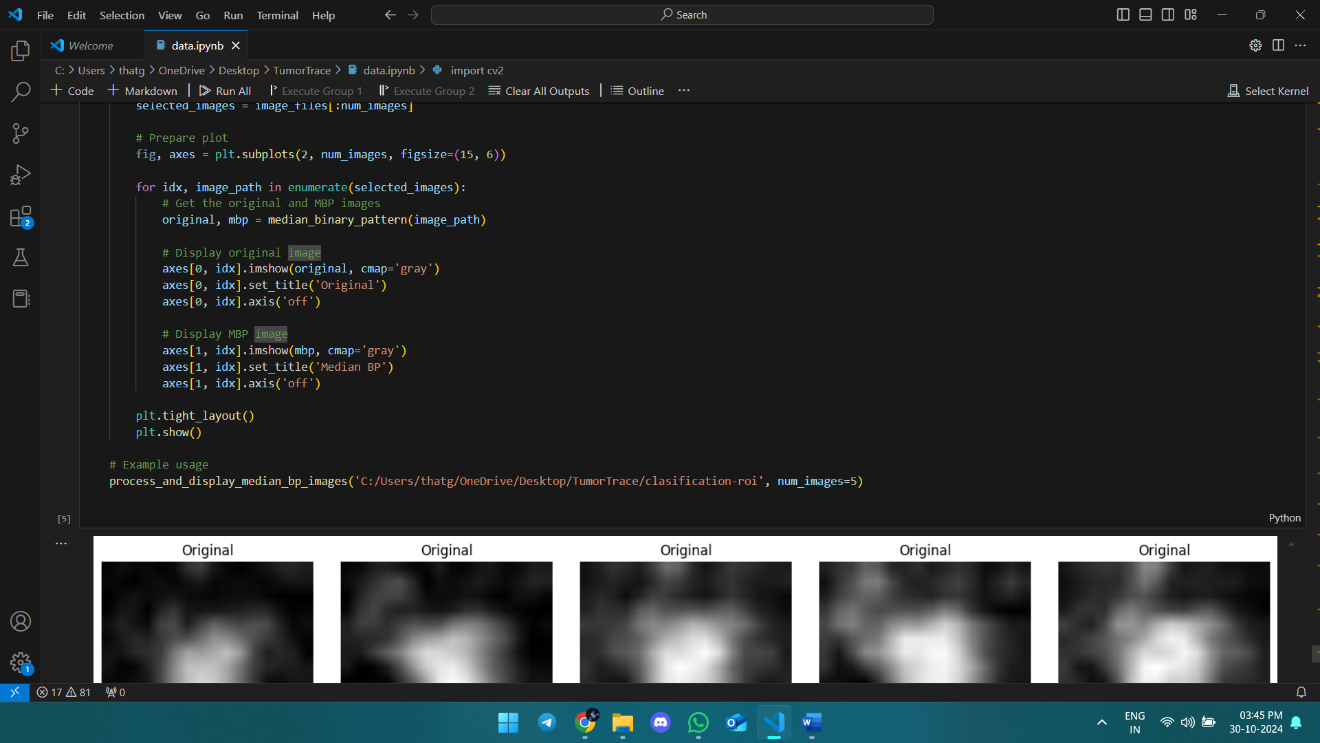 File Edit Selection View Go Run Terminal Help Search
Welcome data.ipynb
C: > Users > thatg > OneDrive > Desktop > TumorTrace > data.ipynb > import cv2
+ Code + Markdown | Run All Execute Group 1 Execute Group 2 Clear All Outputs | Outline ... Select Kernel
selected_images = image_files[:num_images]
# Prepare plot
fig, axes = plt.subplots(2, num_images, figsize=(15, 6))
for idx, image_path in enumerate(selected_images):
# Get the original and MBP images
original, mbp = median_binary_pattern(image_path)
# Display original image
axes[0, idx].imshow(original, cmap='gray')
axes[0, idx].set_title('Original')
axes[0, idx].axis('off')
# Display MBP image
axes[1, idx].imshow(mbp, cmap='gray')
axes[1, idx].set_title('Median BP')
axes[1, idx].axis('off')
plt.tight_layout()
plt.show()
# Example usage
process_and_display_median_bp_images('C:/Users/thatg/OneDrive/Desktop/TumorTrace/clasification-roi', num_images=5)
[5] Python
Original Original Original Original Original
2
1
17 81 0
ENG
IN
03:45 PM
30-10-2024